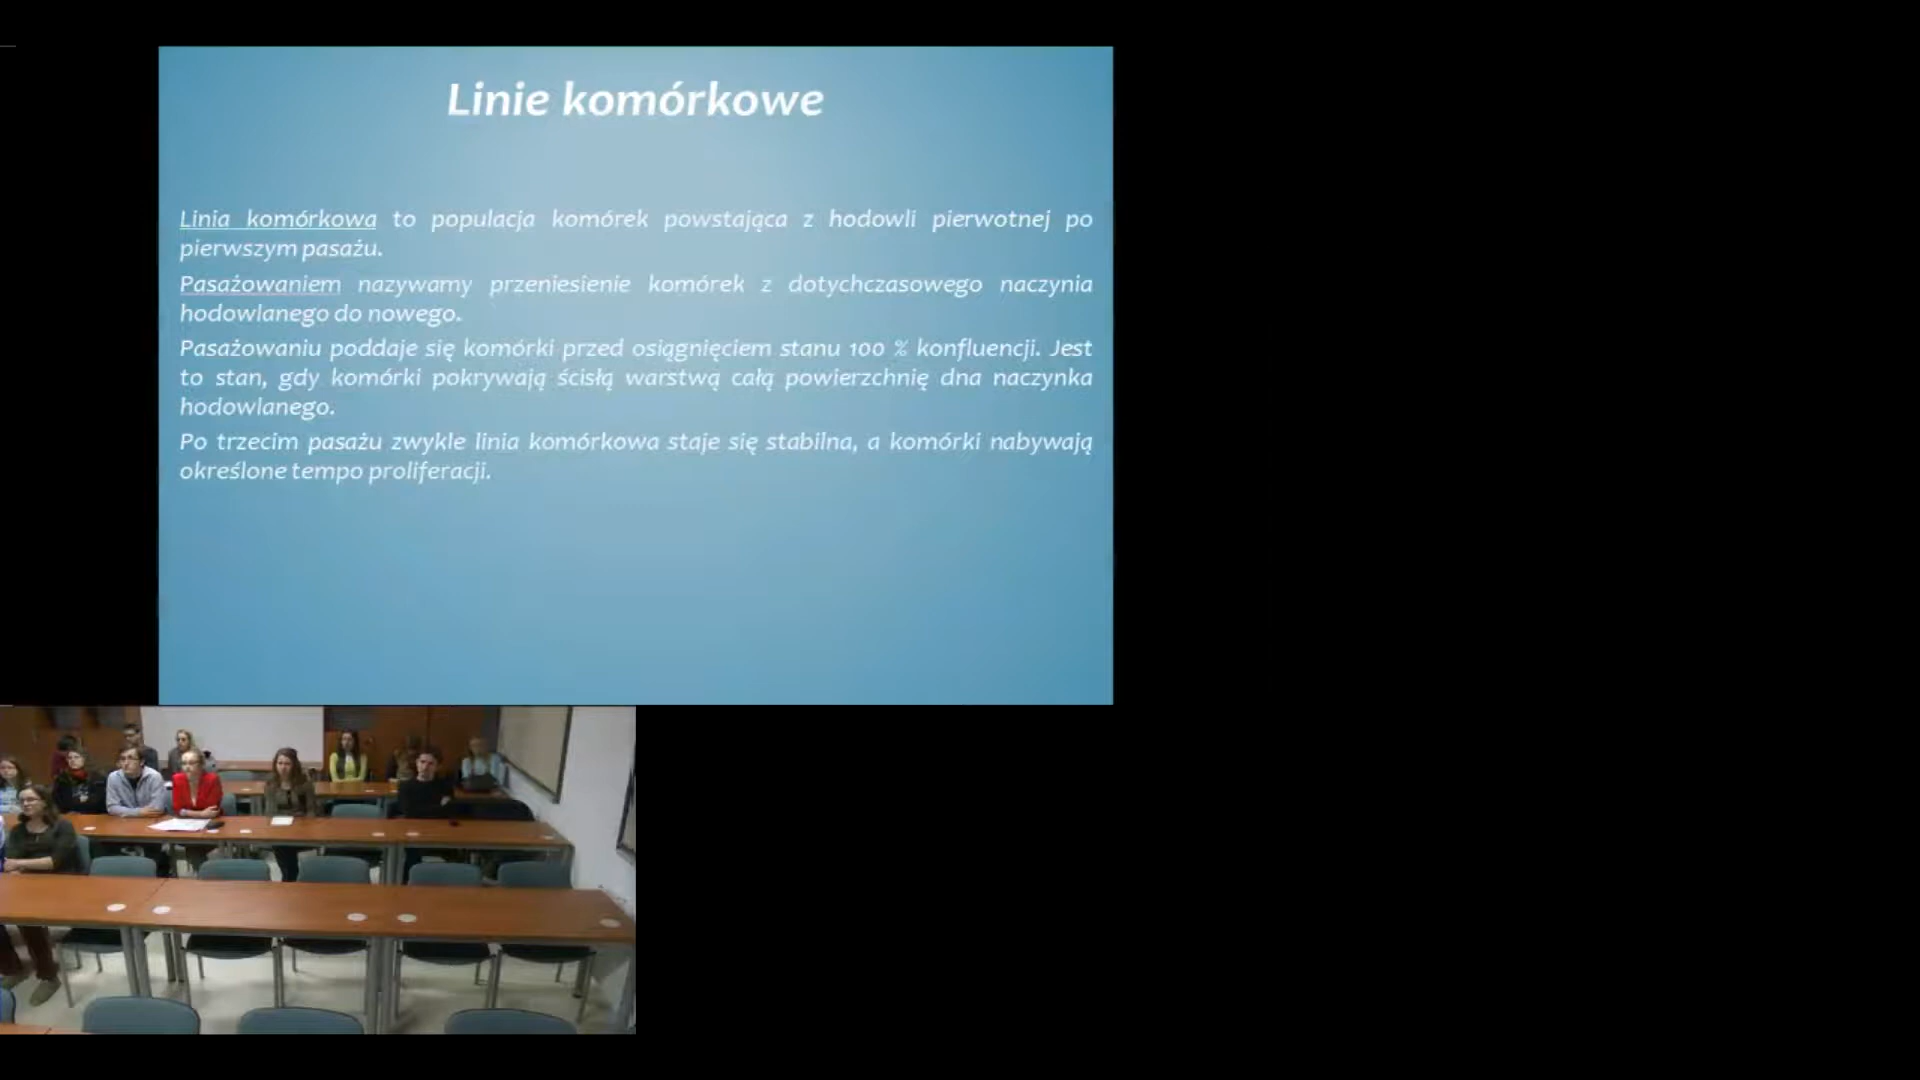 Linie komórkowe
Linia komórkowa to populacja komórek powstająca z hodowli pierwotnej po
pierwszym pasażu.
Pasażowaniem nazywamy przeniesienie komórek z dotychczasowego naczynia
hodowlanego do nowego.
Pasażowaniu poddaje się komórki przed osiągnięciem stanu 100 % konfluencji. Jest
to stan, gdy komórki pokrywają ścisłą warstwą całą powierzchnię dna naczynka
hodowlanego.
Po trzecim pasażu zwykle linia komórkowa staje się stabilna, a komórki nabywają
określone tempo proliferacji.